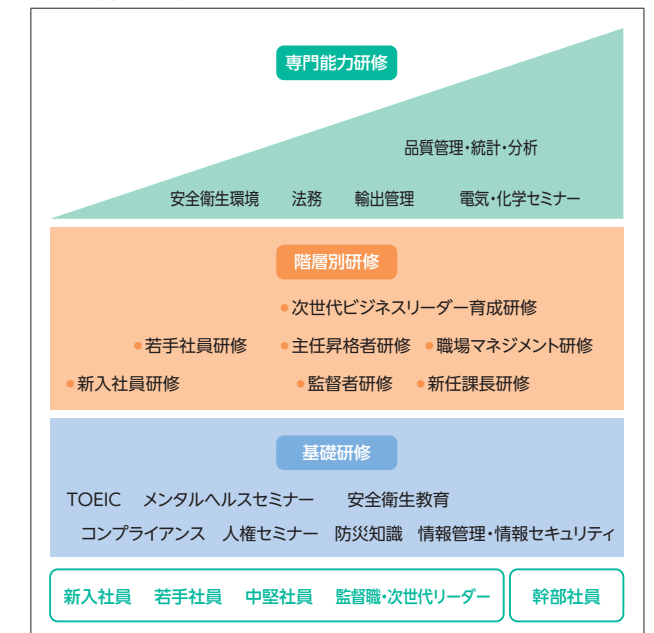 専門能力研修
品質管理・統計・分析
安全衛生環境 法務 輸出管理 電気・化学セミナー
階層別研修
●次世代ビジネスリーダー育成研修
●若手社員研修 ●主任昇格者研修 ●職場マネジメント研修
●新入社員研修 ●監督者研修 ●新任課長研修
基礎研修
TOEIC メンタルヘルスセミナー 安全衛生教育
コンプライアンス 人権セミナー 防災知識 情報管理・情報セキュリティ
新入社員 若手社員 中堅社員 監督職・次世代リーダー 幹部社員